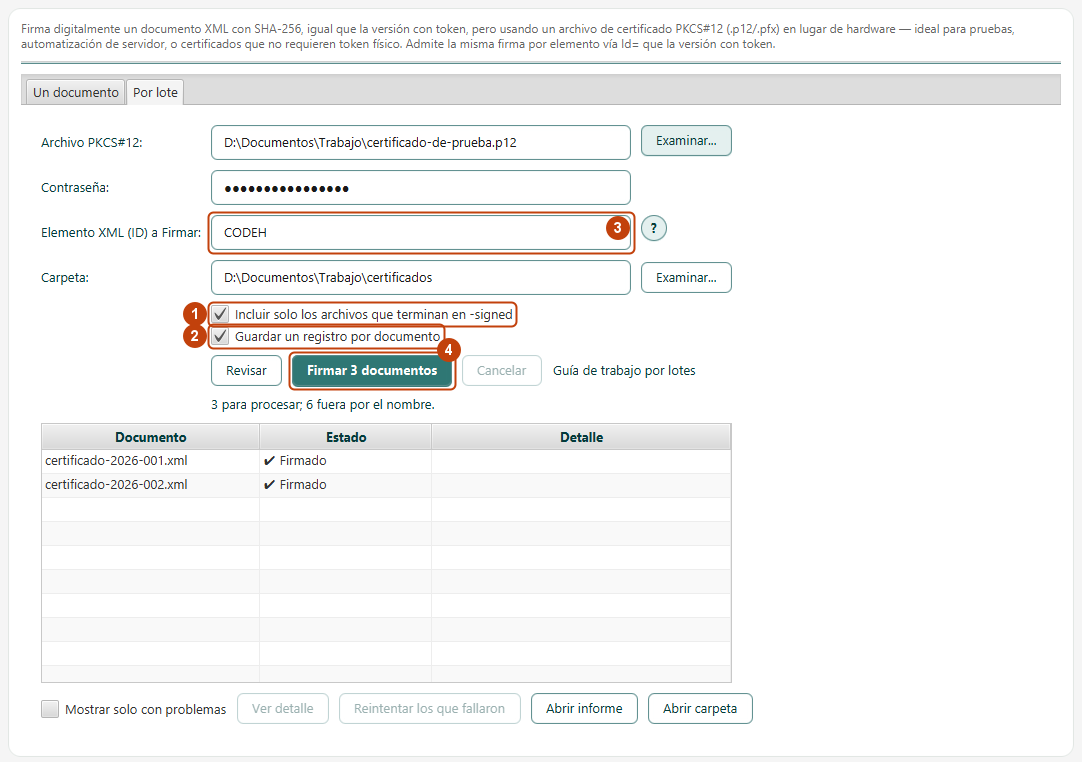 Firma digitalmente un documento XML con SHA-256, igual que la versión con token, pero usando un archivo de certificado PKCS#12 (.p12/.pfx) en lugar de hardware — ideal para pruebas,
automatización de servidor, o certificados que no requieren token físico. Admite la misma firma por elemento vía Id= que la versión con token.
Un documento Por lote
Archivo PKCS#12: D:\Documentos\Trabajo\certificado-de-prueba.p12 Examinar...
Contraseña: ●●●●●●●●●●●●●●●●
Elemento XML (ID) a Firmar: CODEH 3 ?
Carpeta: D:\Documentos\Trabajo\certificados Examinar...
1 Incluir solo los archivos que terminan en -signed
2 Guardar un registro por documento
4
Revisar Firmar 3 documentos Cancelar Guía de trabajo por lotes
3 para procesar; 6 fuera por el nombre.
Documento Estado Detalle
certificado-2026-001.xml ✔ Firmado
certificado-2026-002.xml ✔ Firmado
Mostrar solo con problemas Ver detalle Reintentar los que fallaron Abrir informe Abrir carpeta